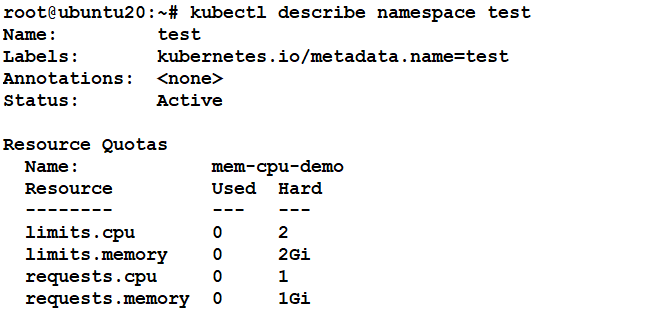 root@ubuntu20:~# kubectl describe namespace test
Name:         test
Labels:       kubernetes.io/metadata.name=test
Annotations:  <none>
Status:       Active

Resource Quotas
  Name:            mem-cpu-demo
  Resource         Used  Hard
  --------         ---   ---
  limits.cpu       0     2
  limits.memory    0     2Gi
  requests.cpu     0     1
  requests.memory  0     1Gi